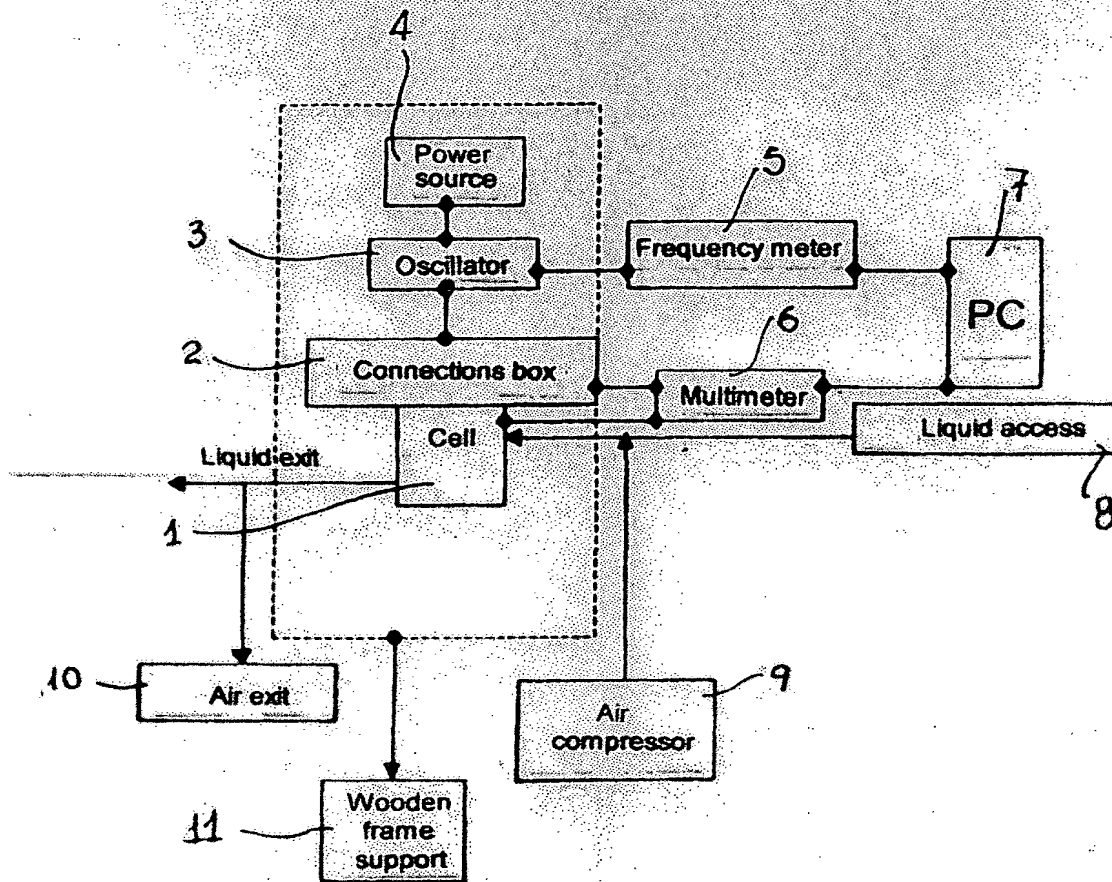 4
Power
source
5
7
3
Oscillator
Frequency meter
PC
6
2
Connections box
Multimeter
Cell
Liquid access
Liquid exit
1
8
10
Air exit
9
Air
compressor
11
Wooden
frame
support